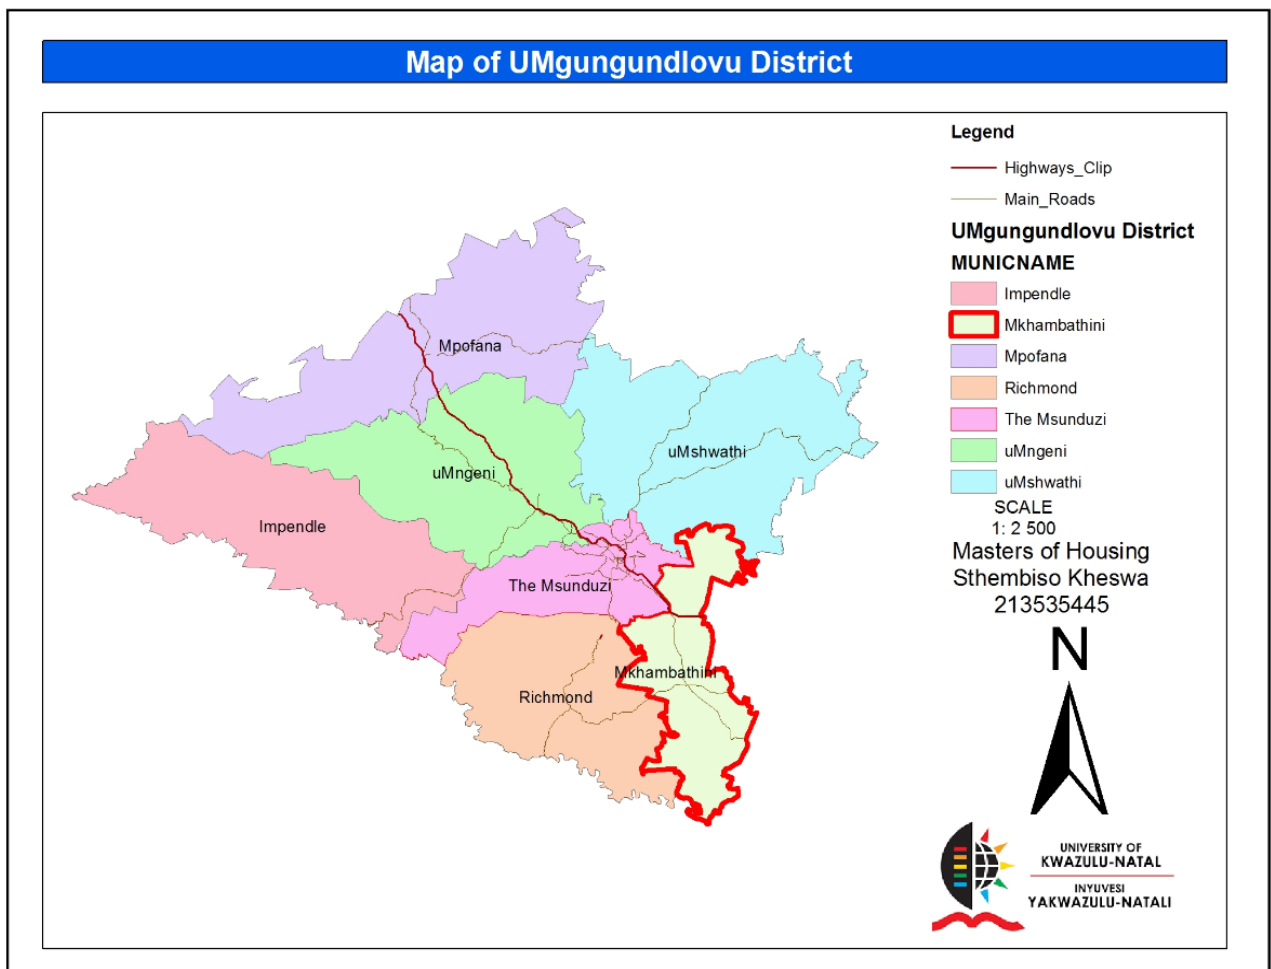 Map of UMgungundlovu District
Legend
Highways_Clip
Main_Roads
UMgungundlovu District
MUNICNAME
Impendle
Mkhambathini
Mpofana
Richmond
The Msunduzi
uMngeni
uMshwathi
SCALE
1: 2 500
Masters of Housing
Sthembiso Kheswa
213535445
N
UNIVERSITY OF
KWAZULU-NATAL
INYUVESI
YAKWAZULU-NATALI
Mpofana
uMshwathi
uMngeni
Impendle
The Msunduzi
Mkhambathini
Richmond